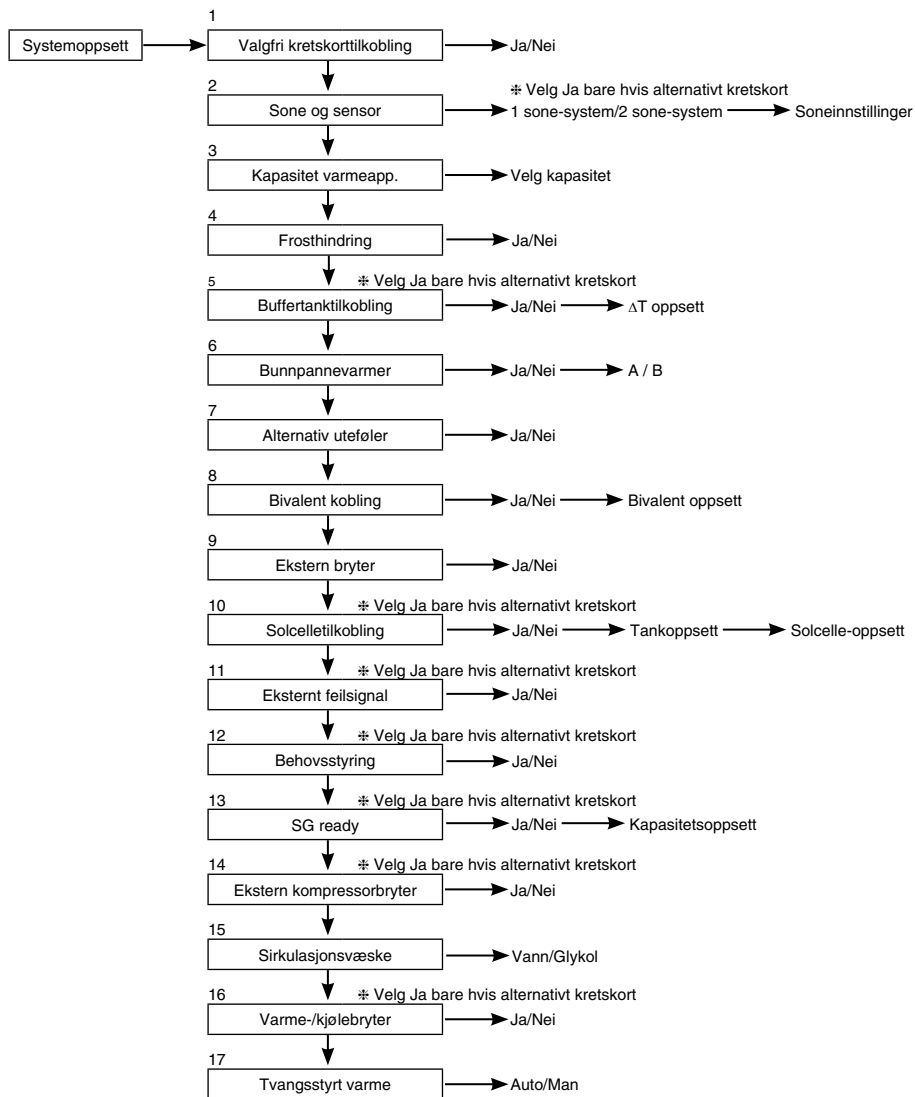 1
Systemoppsett
Valgfri kretskorttilkobling
Ja/Nei
2
⁜ Velg Ja bare hvis alternativt kretskort
Sone og sensor
1 sone-system/2 sone-system
Soneinnstillinger
3
Kapasitet varmeapp.
Velg kapasitet
4
Frosthindring
Ja/Nei
5
⁜ Velg Ja bare hvis alternativt kretskort
Buffertanktilkobling
Ja/Nei
ΔT oppsett
6
Bunnpannevarmer
Ja/Nei
A / B
7
Alternativ uteføler
Ja/Nei
8
Bivalent kobling
Ja/Nei
Bivalent oppsett
9
Ekstern bryter
Ja/Nei
10
⁜ Velg Ja bare hvis alternativt kretskort
Solcelletilkobling
Ja/Nei
Tankoppsett
Solcelle-oppsett
11
⁜ Velg Ja bare hvis alternativt kretskort
Eksternt feilsignal
Ja/Nei
12
⁜ Velg Ja bare hvis alternativt kretskort
Behovsstyring
Ja/Nei
13
⁜ Velg Ja bare hvis alternativt kretskort
SG ready
Ja/Nei
Kapasitetsoppsett
14
⁜ Velg Ja bare hvis alternativt kretskort
Ekstern kompressorbryter
Ja/Nei
15
Sirkulasjonsvæske
Vann/Glykol
16
⁜ Velg Ja bare hvis alternativt kretskort
Varme-/kjølebryter
Ja/Nei
17
Tvangsstyrt varme
Auto/Man